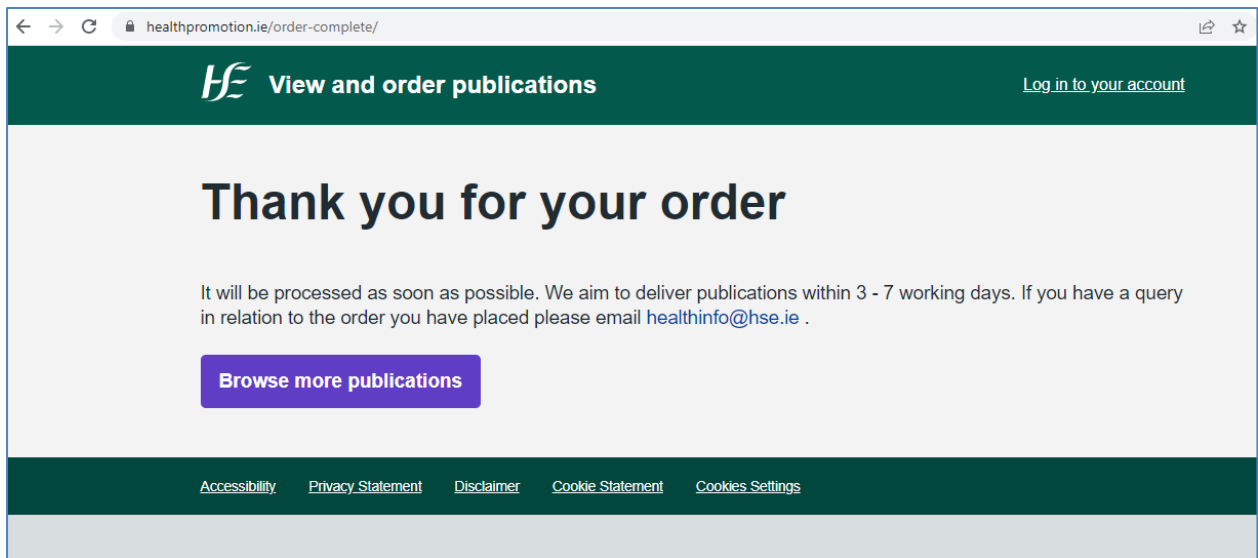 healthpromotion.ie/order-complete/
HE View and order publications
Log in to your account
Thank you for your order
It will be processed as soon as possible. We aim to deliver publications within 3 - 7 working days. If you have a query
in relation to the order you have placed please email healthinfo@hse.ie .
Browse more publications
Accessibility Privacy Statement Disclaimer Cookie Statement Cookies Settings